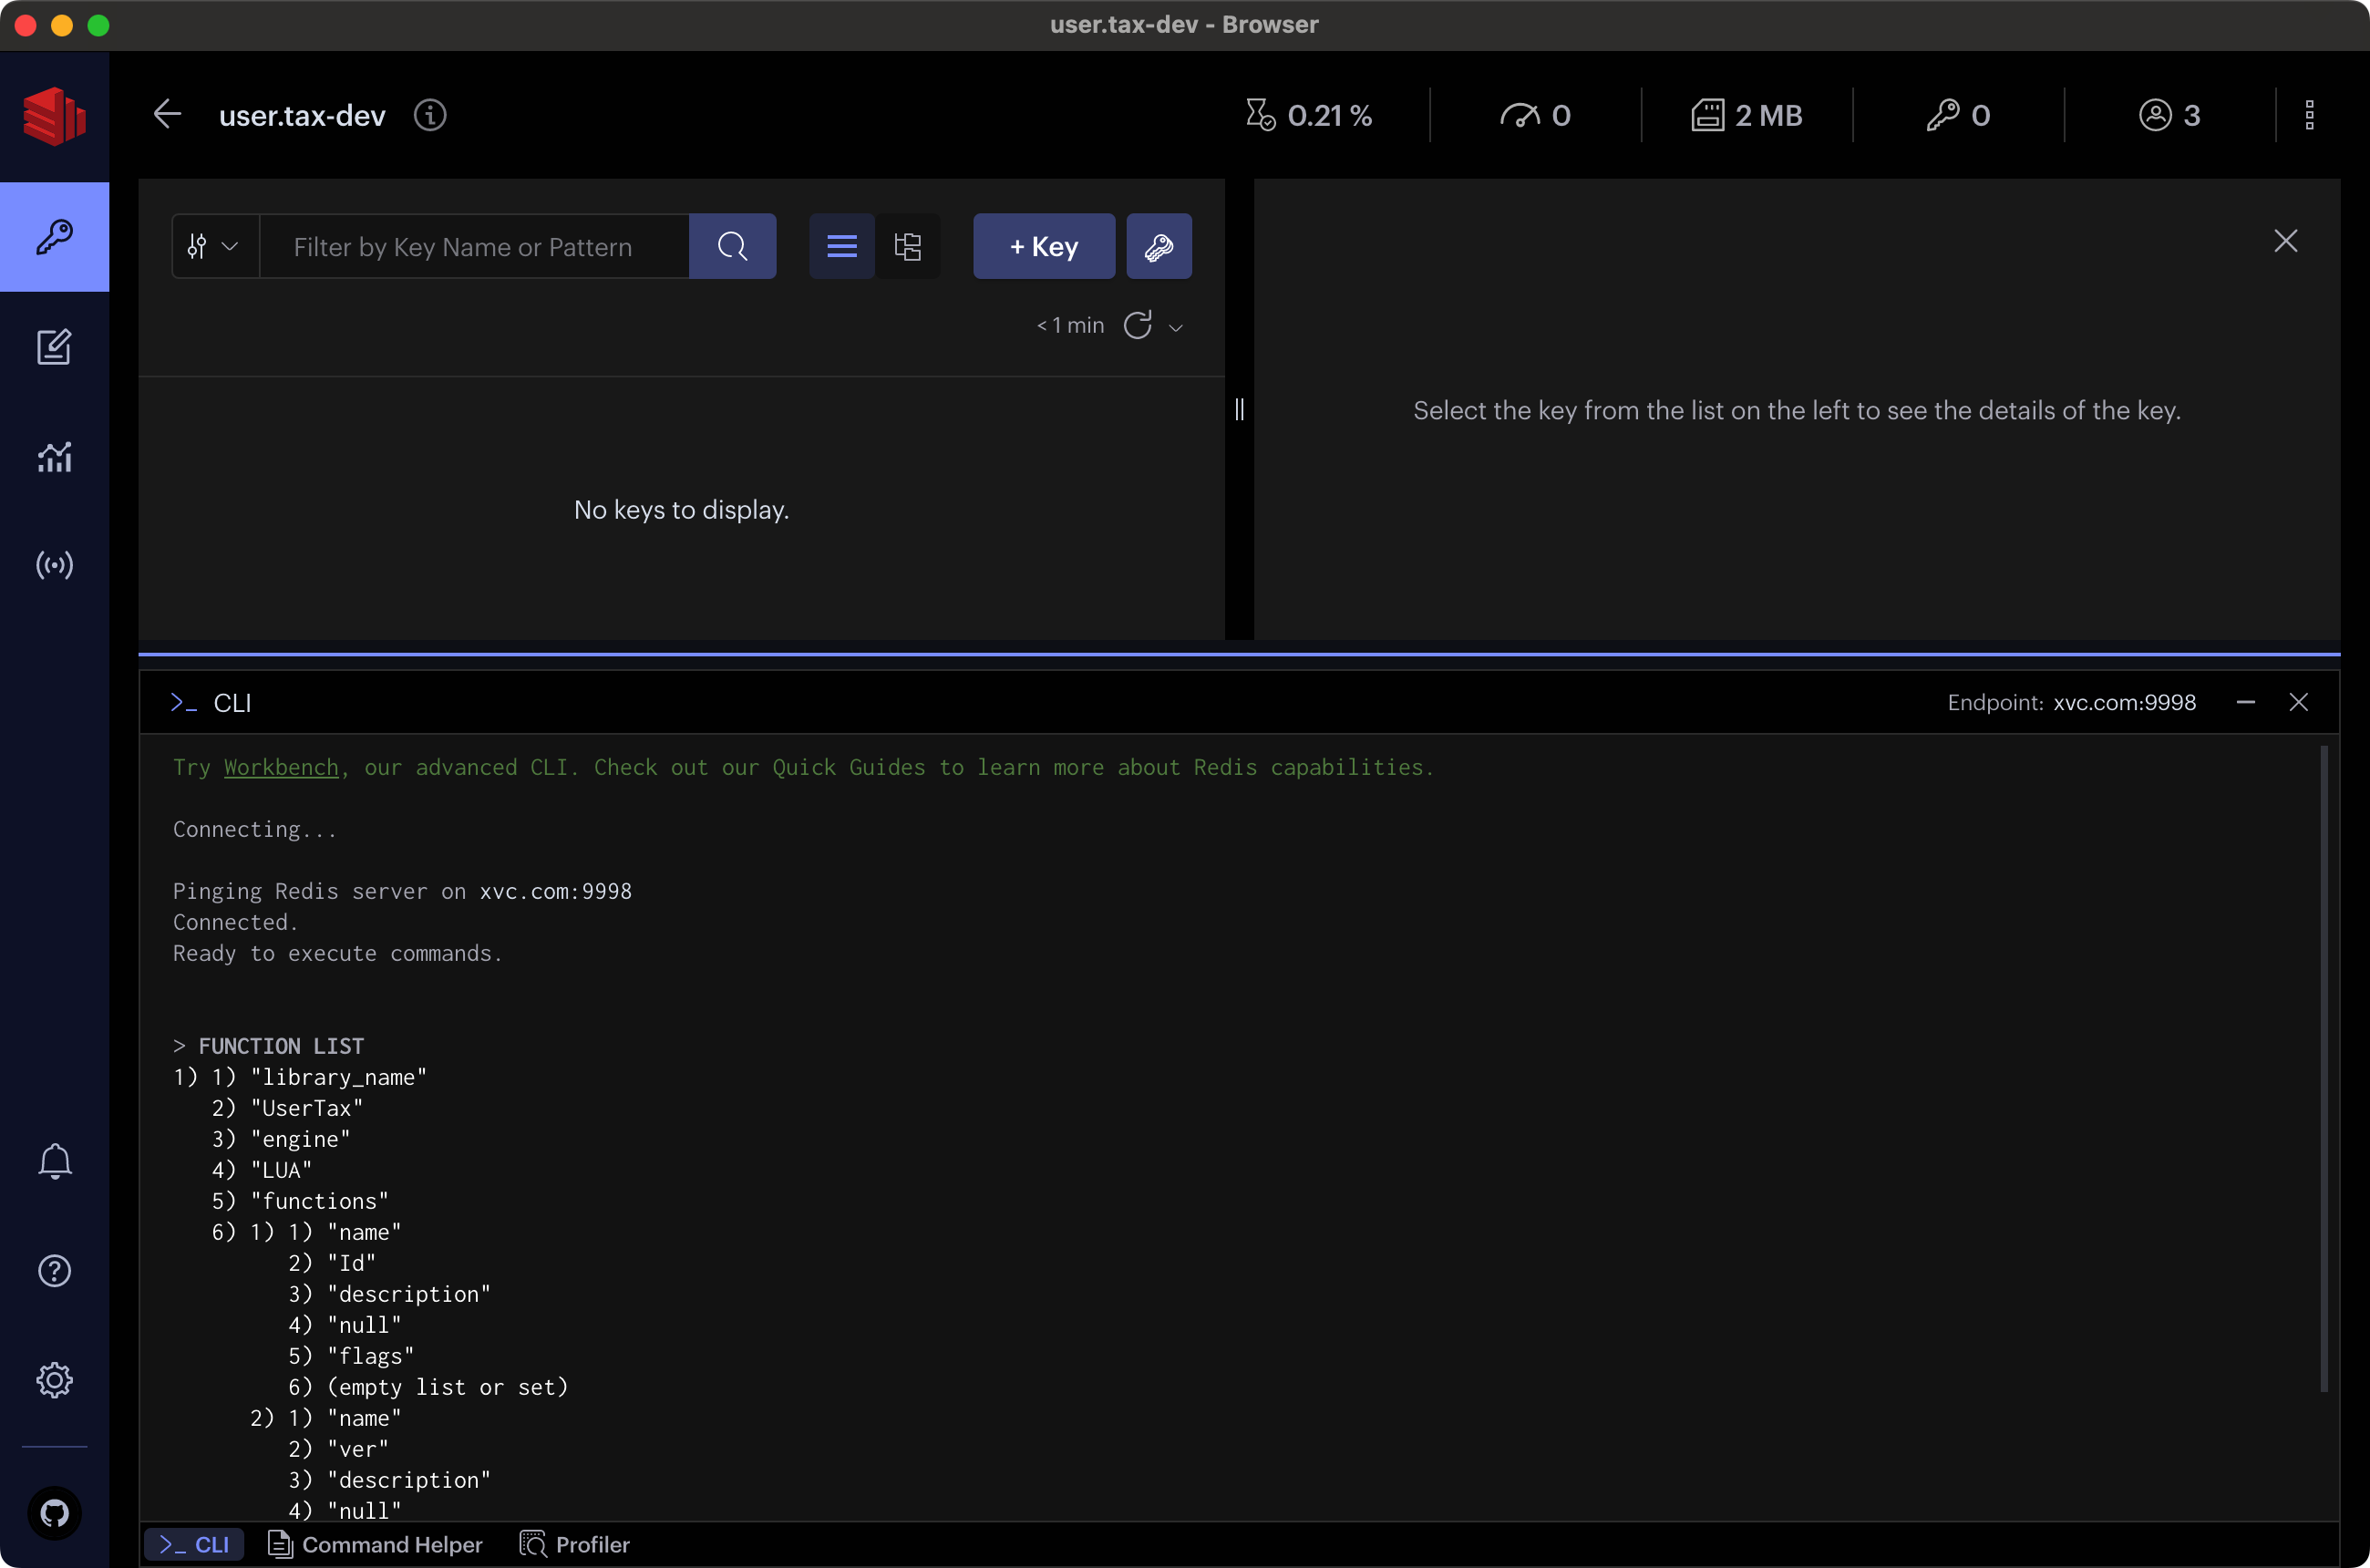 user.tax-dev - Browser
user.tax-dev
0.21 %
0
2 MB
0
3
Filter by Key Name or Pattern
+ Key
< 1 min
No keys to display.
Select the key from the list on the left to see the details of the key.
>_ CLI
Endpoint: xvc.com:9998
Try Workbench, our advanced CLI. Check out our Quick Guides to learn more about Redis capabilities.
Connecting...
Pinging Redis server on xvc.com:9998
Connected.
Ready to execute commands.
> FUNCTION LIST
1) 1) "library_name"
2) "UserTax"
3) "engine"
4) "LUA"
5) "functions"
6) 1) 1) "name"
2) "Id"
3) "description"
4) "null"
5) "flags"
6) (empty list or set)
2) 1) "name"
2) "ver"
3) "description"
4) "null"
>_ CLI
Command Helper
Profiler